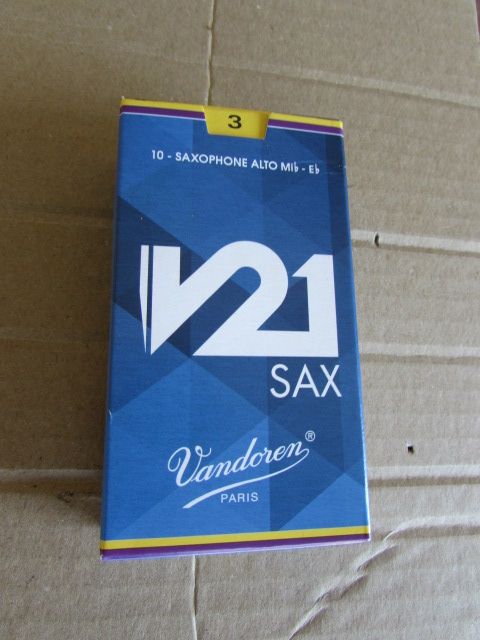 3
10 - SAXOPHONE ALTO MI♭ - E♭
V21
SAX
Vandoren®
PARIS